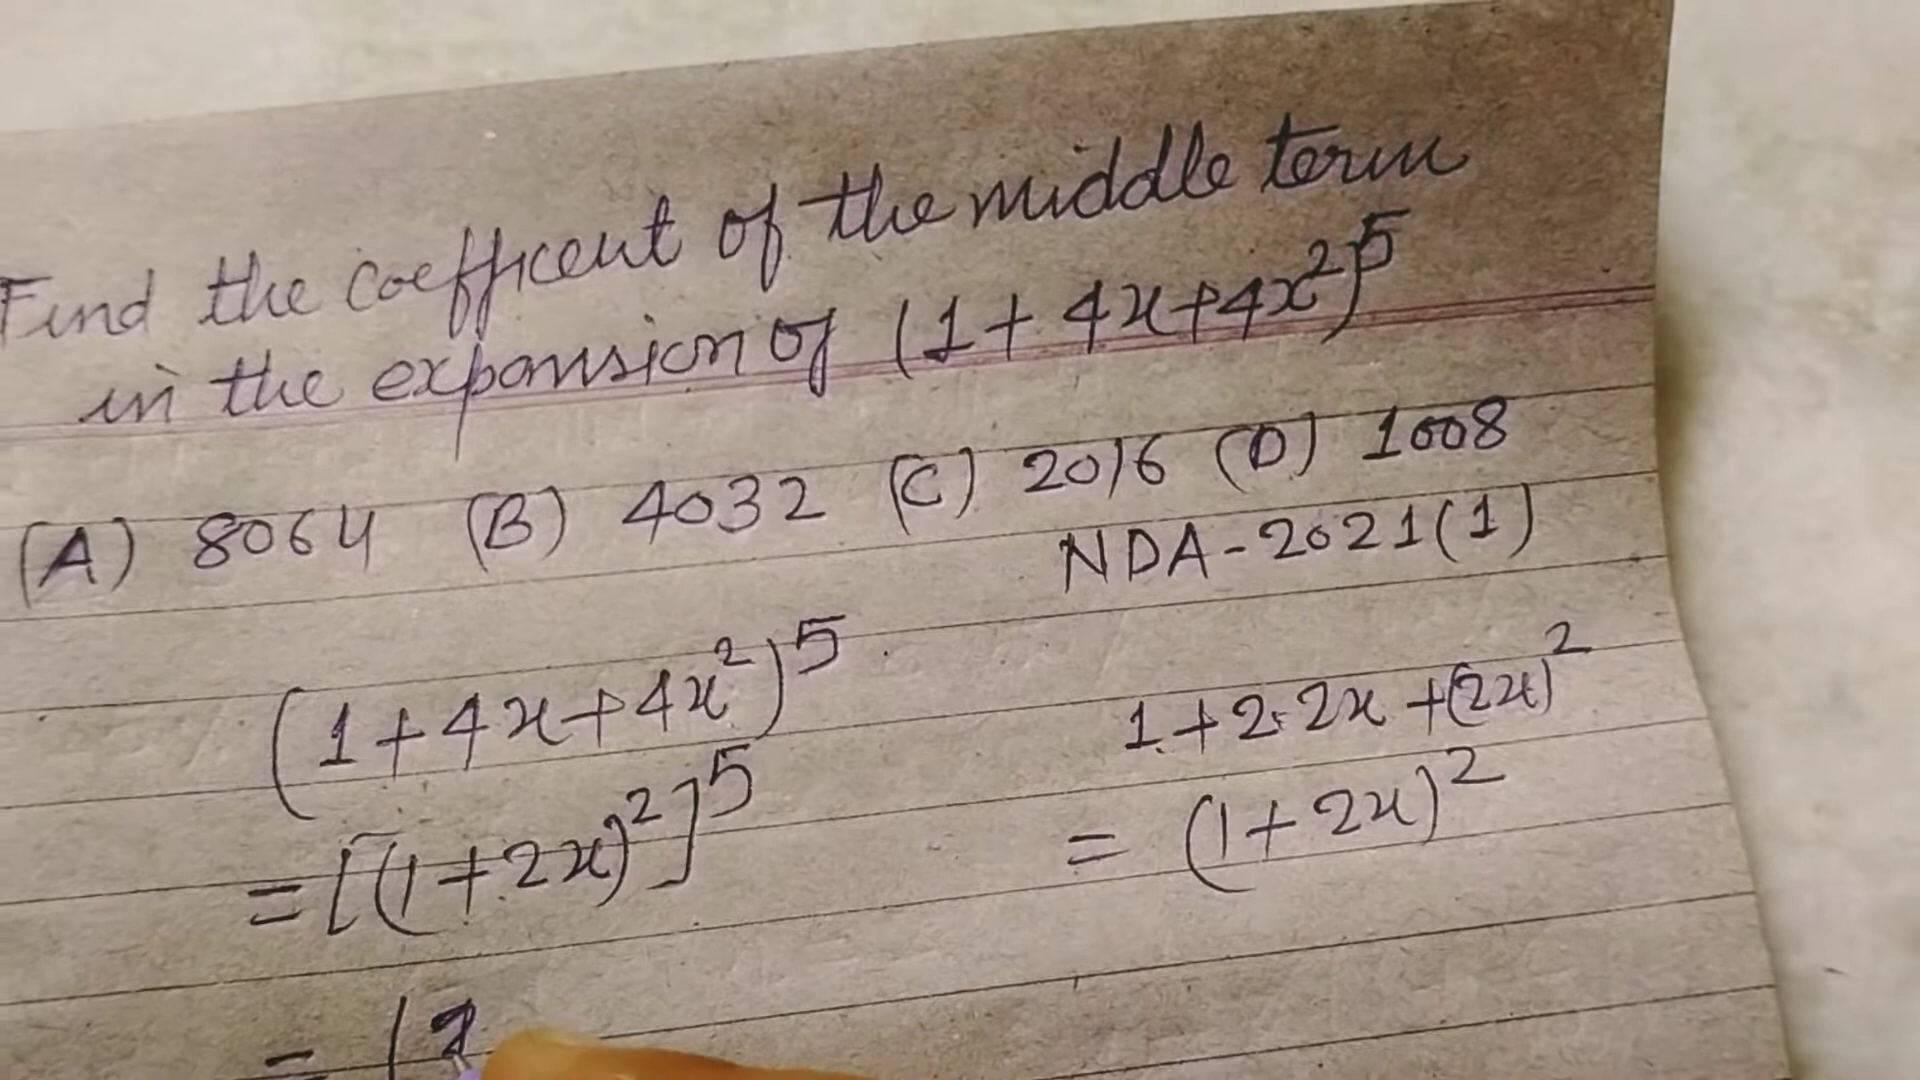 Find the coefficent of the middle term
in the expansion of (1 + 4x + 4x²)⁵
(A) 8064 (B) 4032 (C) 2016 (D) 1008
NDA-2021(1)
(1 + 4x + 4x²)⁵
1 + 2·2x + (2x)²
= [(1 + 2x)²]⁵
= (1 + 2x)²
= (